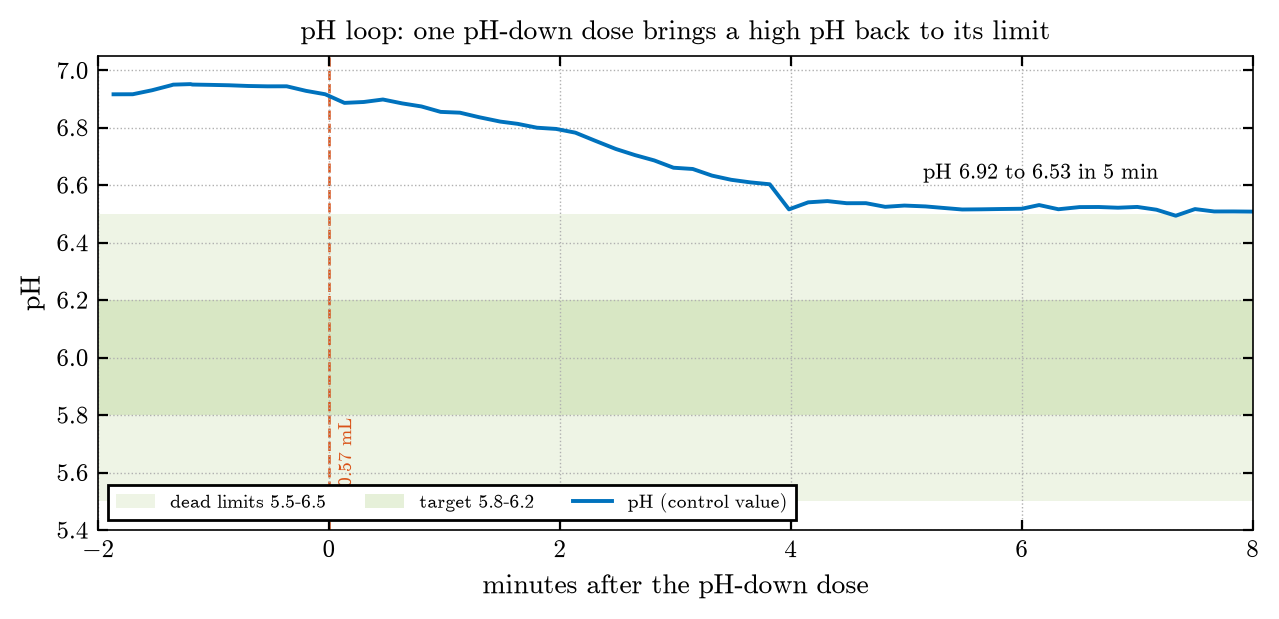 pH loop: one pH-down dose brings a high pH back to its limit
7.0
6.8
6.6
6.4
6.2
6.0
5.8
5.6
5.4
pH
pH 6.92 to 6.53 in 5 min
0.57 mL
dead limits 5.5-6.5
target 5.8-6.2
pH (control value)
−2
0
2
4
6
8
minutes after the pH-down dose